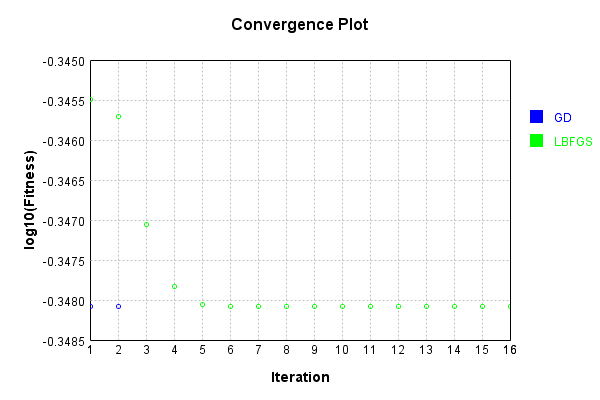 Convergence Plot
log10(Fitness)
-0.3450
-0.3455
-0.3460
-0.3465
-0.3470
-0.3475
-0.3480
-0.3485
1 2 3 4 5 6 7 8 9 10 11 12 13 14 15 16
Iteration
GD
LBFGS